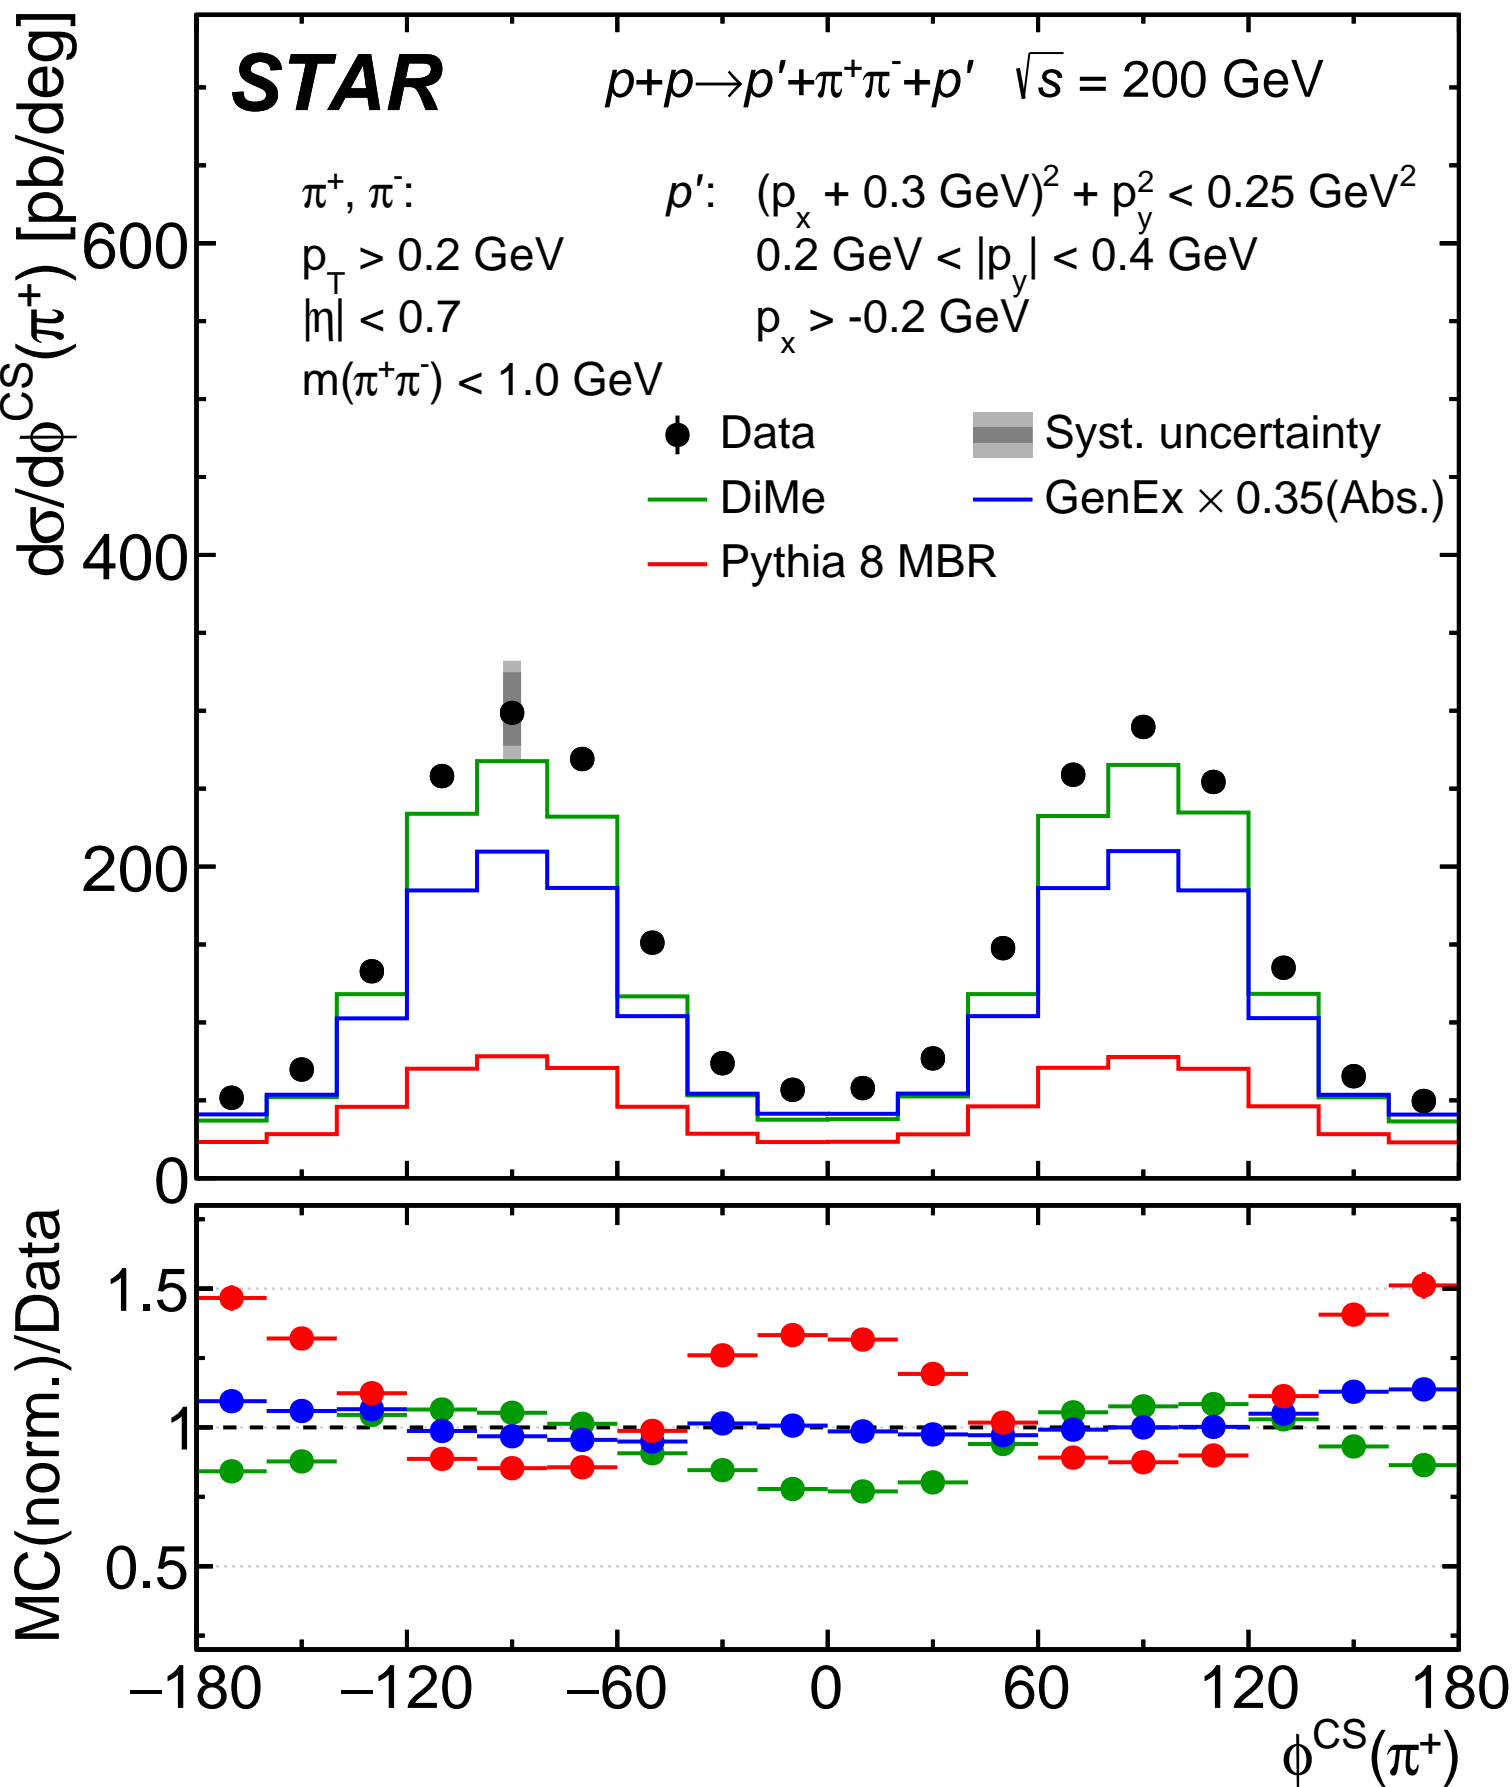 STAR p+p→p′+π⁺π⁻+p′ √s = 200 GeV
π⁺, π⁻: p′: (pₓ + 0.3 GeV)² + p_y² < 0.25 GeV²
p_T > 0.2 GeV 0.2 GeV < |p_y| < 0.4 GeV
|η| < 0.7 pₓ > -0.2 GeV
m(π⁺π⁻) < 1.0 GeV
Data Syst. uncertainty
DiMe GenEx × 0.35(Abs.)
Pythia 8 MBR
dσ/dϕ^CS(π⁺) [pb/deg]
600
400
200
0
MC(norm.)/Data
1.5
1
0.5
−180 −120 −60 0 60 120 180
ϕ^CS(π⁺)